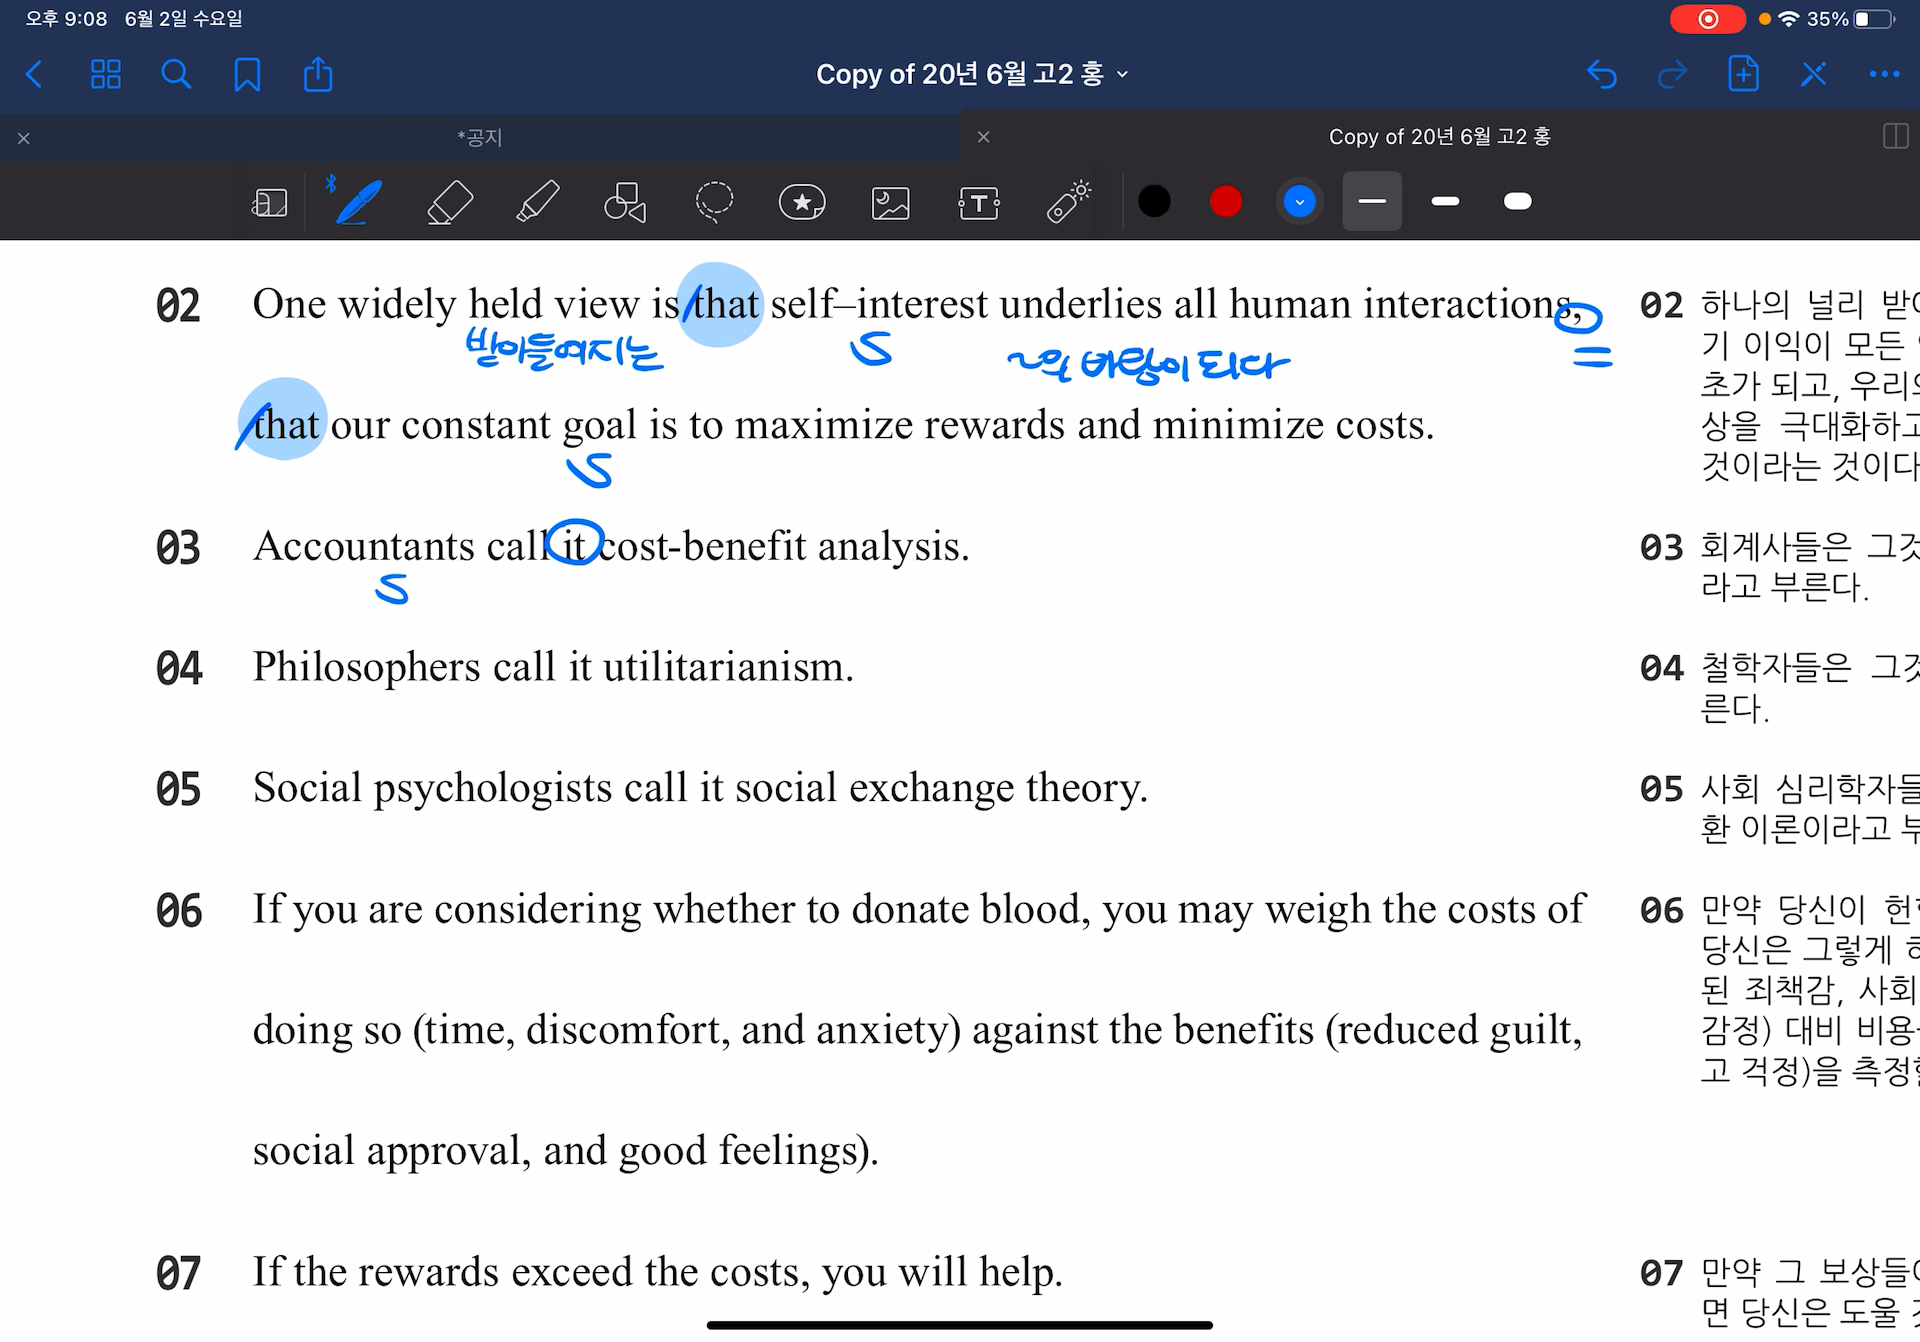 오후 9:08 6월 2일 수요일
35%
Copy of 20년 6월 고2 홍
*공지
Copy of 20년 6월 고2 홍
02 One widely held view is that self–interest underlies all human interactions,
받아들여지는 S ~의 바탕이 되다 =
that our constant goal is to maximize rewards and minimize costs.
S
03 Accountants call it cost-benefit analysis.
S
04 Philosophers call it utilitarianism.
05 Social psychologists call it social exchange theory.
06 If you are considering whether to donate blood, you may weigh the costs of
doing so (time, discomfort, and anxiety) against the benefits (reduced guilt,
social approval, and good feelings).
07 If the rewards exceed the costs, you will help.
02 하나의 널리 받
기 이익이 모든
초가 되고, 우리
상을 극대화하고
것이라는 것이다
03 회계사들은 그것
라고 부른다.
04 철학자들은 그것
른다.
05 사회 심리학자들
환 이론이라고
06 만약 당신이
당신은 그렇게
된 죄책감, 사회
감정) 대비 비용
고 걱정)을 측정
07 만약 그 보상들
면 당신은 도울